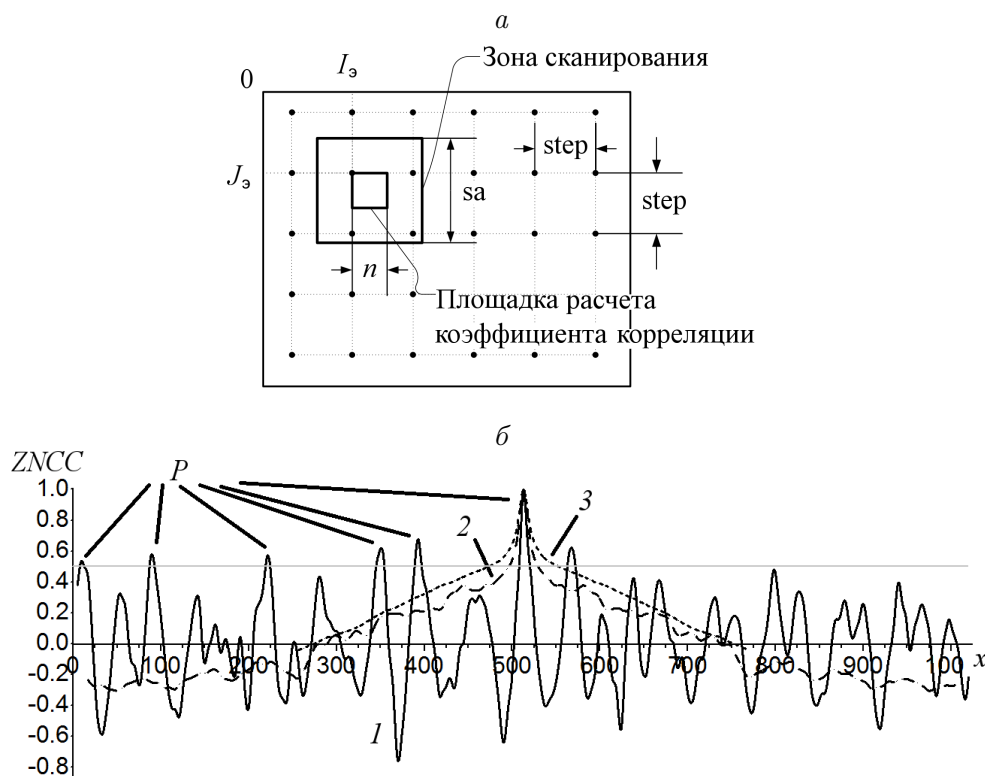 а
Зона сканирования
Iэ
0
step
Jэ
sa
step
n
Площадка расчета
коэффициента корреляции
б
ZNCC
P
1.0
0.8
0.6
0.4
0.2
0.0
-0.2
-0.4
-0.6
-0.8
2
3
1
0 100 200 300 400 500 600 700 800 900 100 x